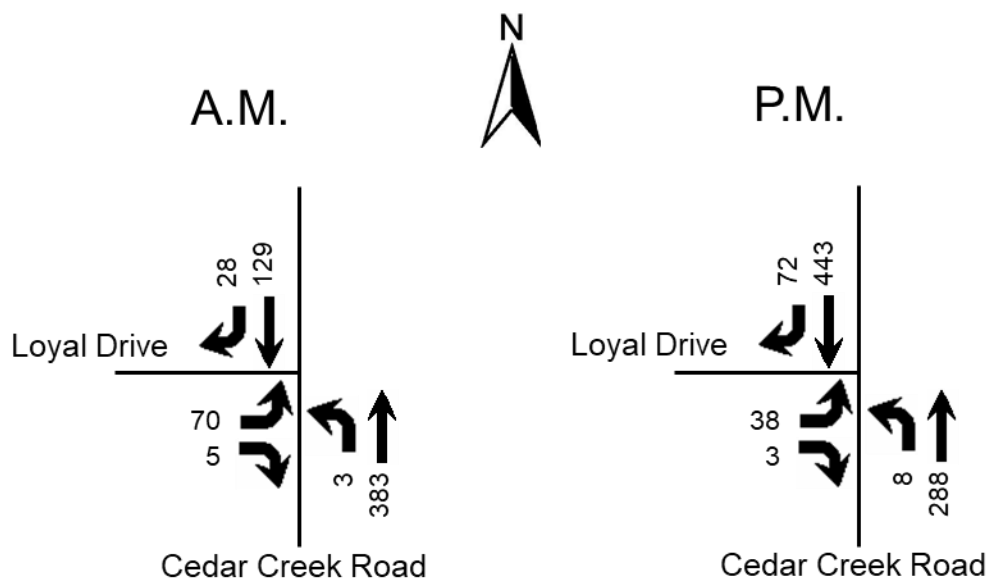 N
A.M.
28
129
Loyal Drive
70
5
3
383
Cedar Creek Road
P.M.
72
443
Loyal Drive
38
3
8
288
Cedar Creek Road